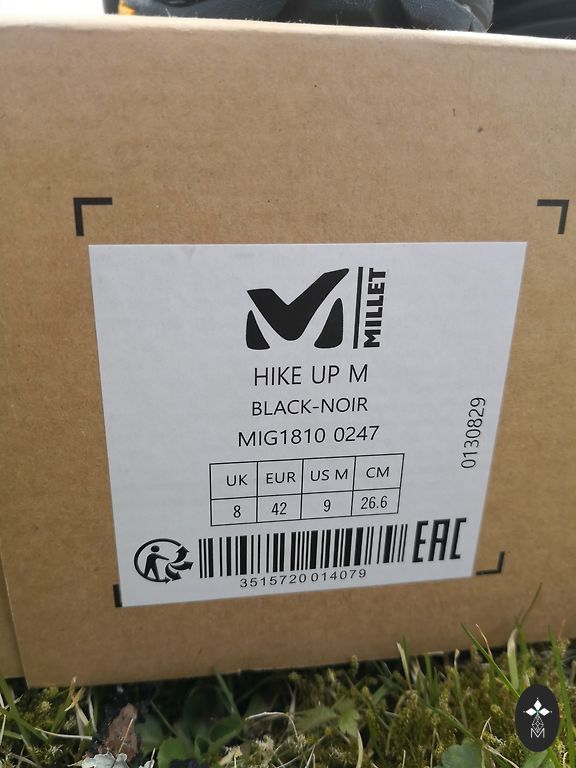 MILLET
HIKE UP M
BLACK-NOIR
MIG1810 0247
0130829
UK EUR US M CM
8 42 9 26.6
EAC
3515720014079